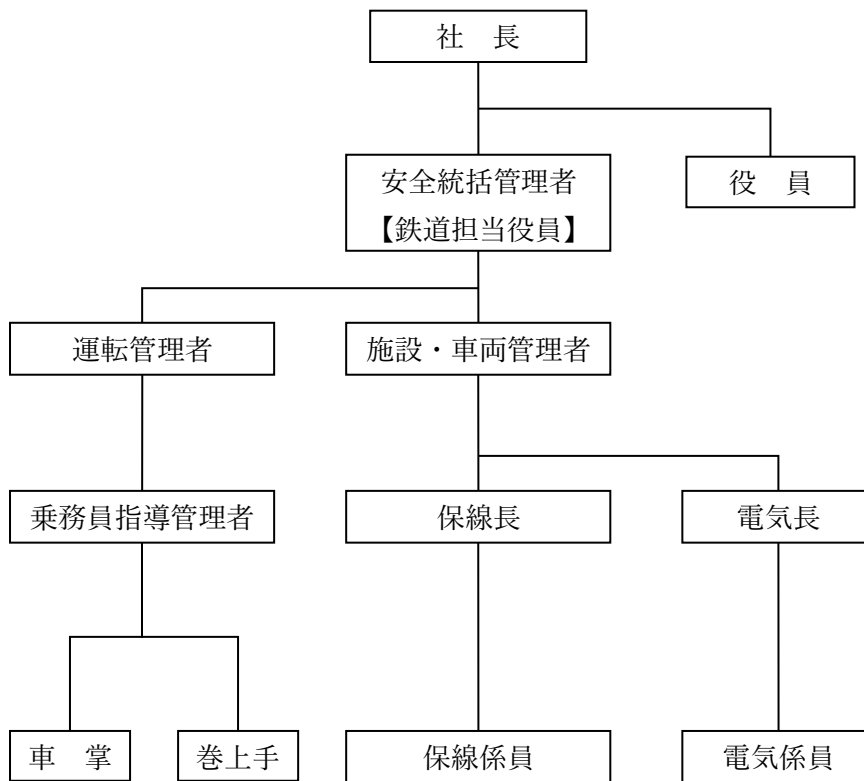 社　長
安全統括管理者
【鉄道担当役員】
役　員
運転管理者
施設・車両管理者
乗務員指導管理者
保線長
電気長
車　掌
巻上手
保線係員
電気係員